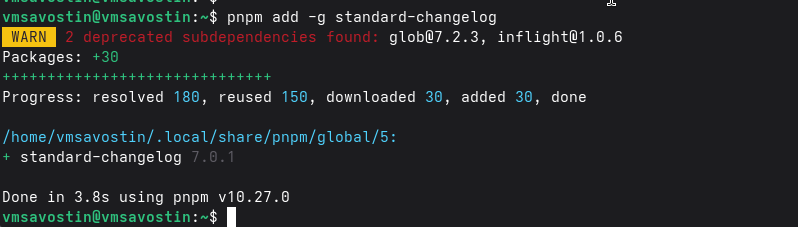 vmsavostin@vmsavostin:~$ pnpm add -g standard-changelog
WARN 2 deprecated subdependencies found: glob@7.2.3, inflight@1.0.6
Packages: +30
++++++++++++++++++++++++++++++
Progress: resolved 180, reused 150, downloaded 30, added 30, done
/home/vmsavostin/.local/share/pnpm/global/5:
+ standard-changelog 7.0.1
Done in 3.8s using pnpm v10.27.0
vmsavostin@vmsavostin:~$